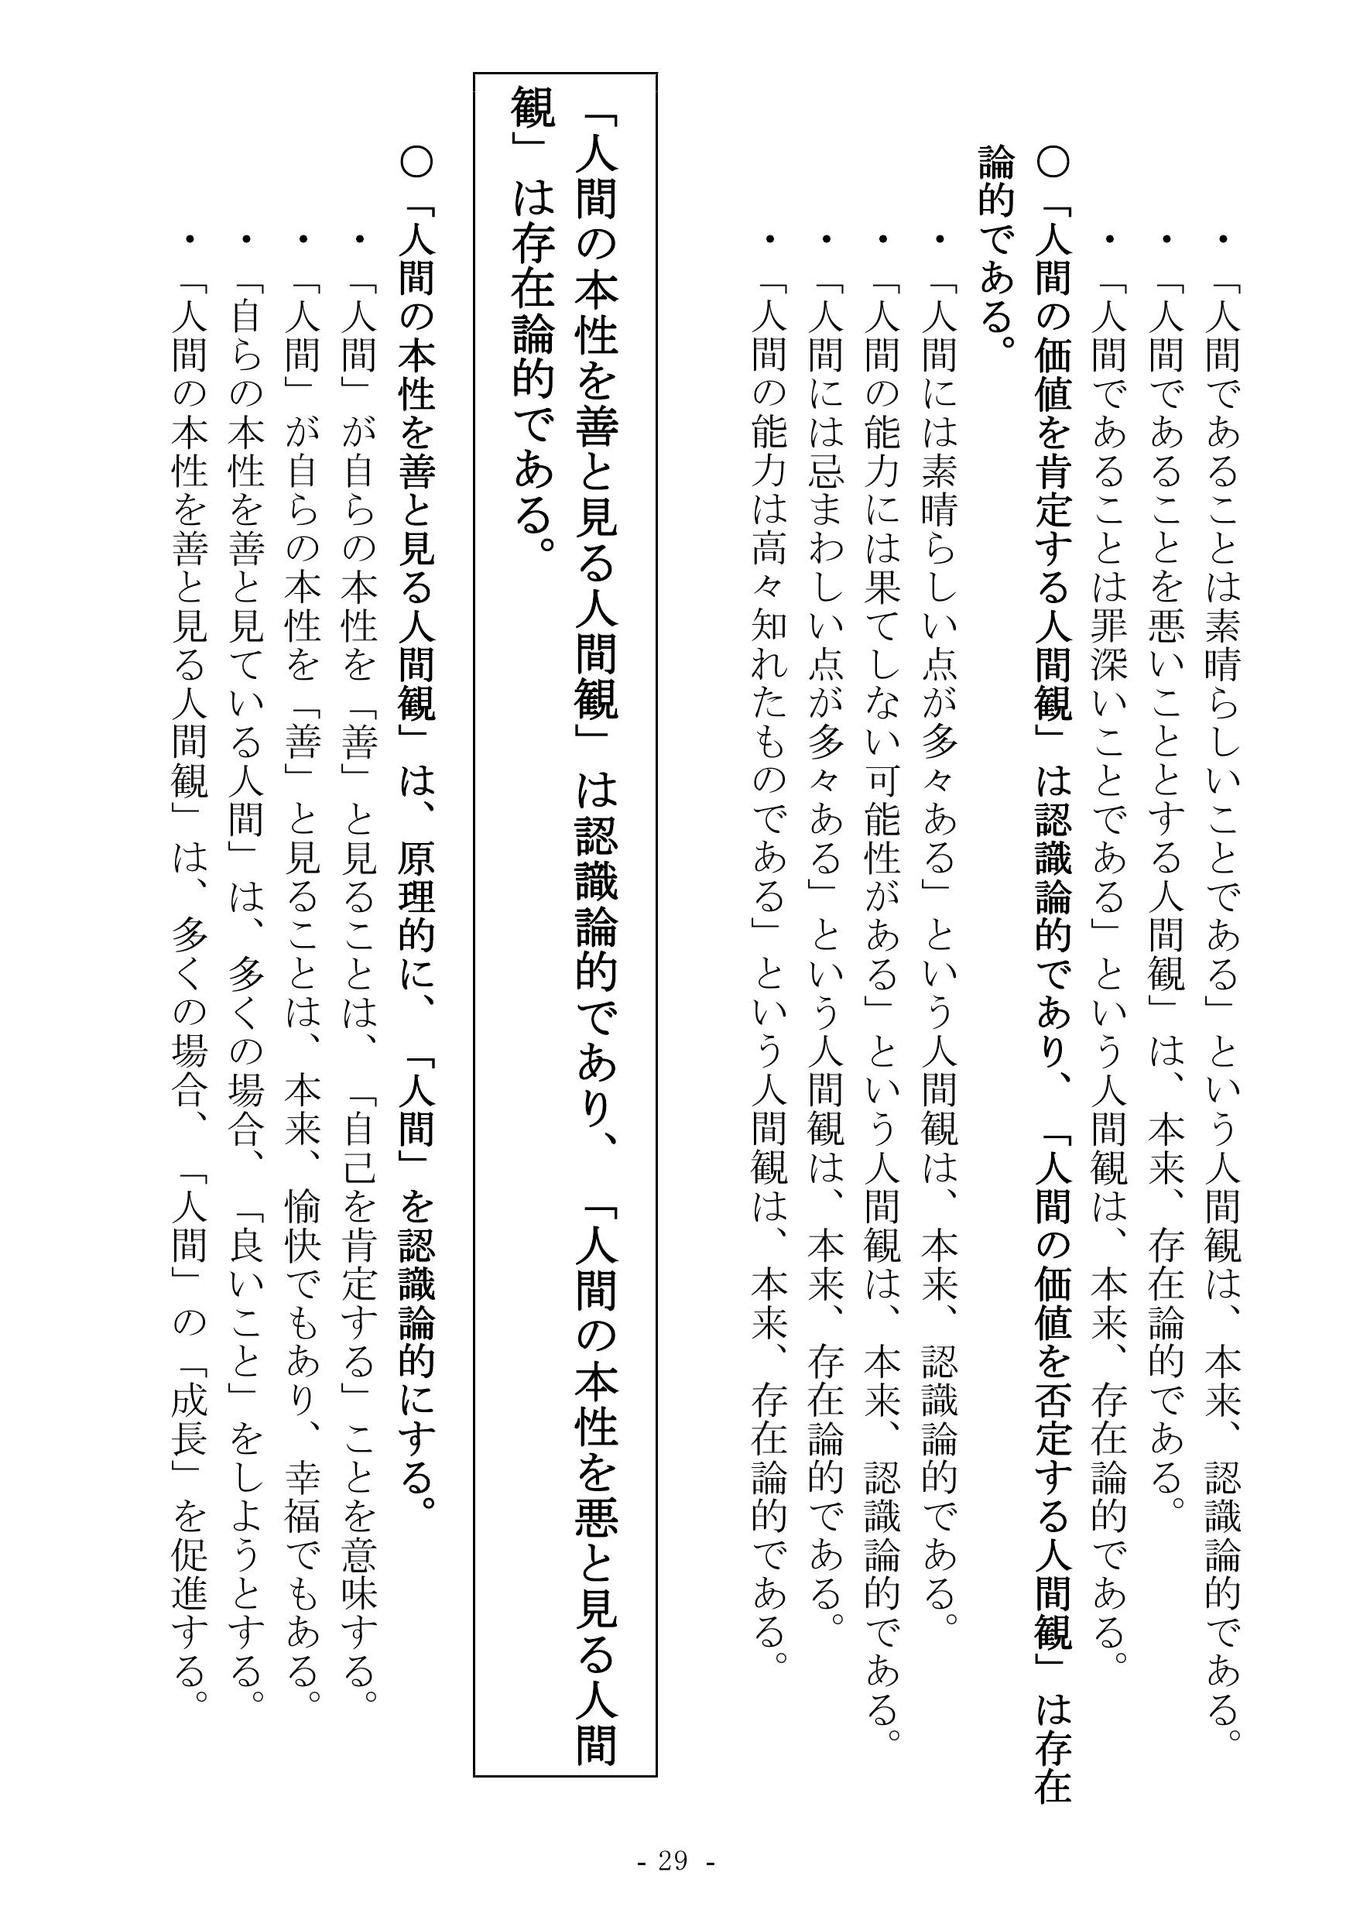 ・「人間であることは素晴らしいことである」という人間観は、本来、認識論的である。
・「人間であることを悪いこととする人間観」は、本来、存在論的である。
・「人間であることは罪深いことである」という人間観は、本来、存在論的である。
○「人間の価値を肯定する人間観」は認識論的であり、「人間の価値を否定する人間観」は存在
論的である。
・「人間には素晴らしい点が多々ある」という人間観は、本来、認識論的である。
・「人間の能力には果てしない可能性がある」という人間観は、本来、認識論的である。
・「人間には忌まわしい点が多々ある」という人間観は、本来、存在論的である。
・「人間の能力は高々知れたものである」という人間観は、本来、存在論的である。
「人間の本性を善と見る人間観」は認識論的であり、「人間の本性を悪と見る人間
観」は存在論的である。
○「人間の本性を善と見る人間観」は、原理的に、「人間」を認識論的にする。
・「人間」が自らの本性を「善」と見ることは、「自己を肯定する」ことを意味する。
・「人間」が自らの本性を「善」と見ることは、本来、愉快でもあり、幸福でもある。
・「自らの本性を善と見ている人間」は、多くの場合、「良いこと」をしようとする。
・「人間の本性を善と見る人間観」は、多くの場合、「人間」の「成長」を促進する。
- 29 -